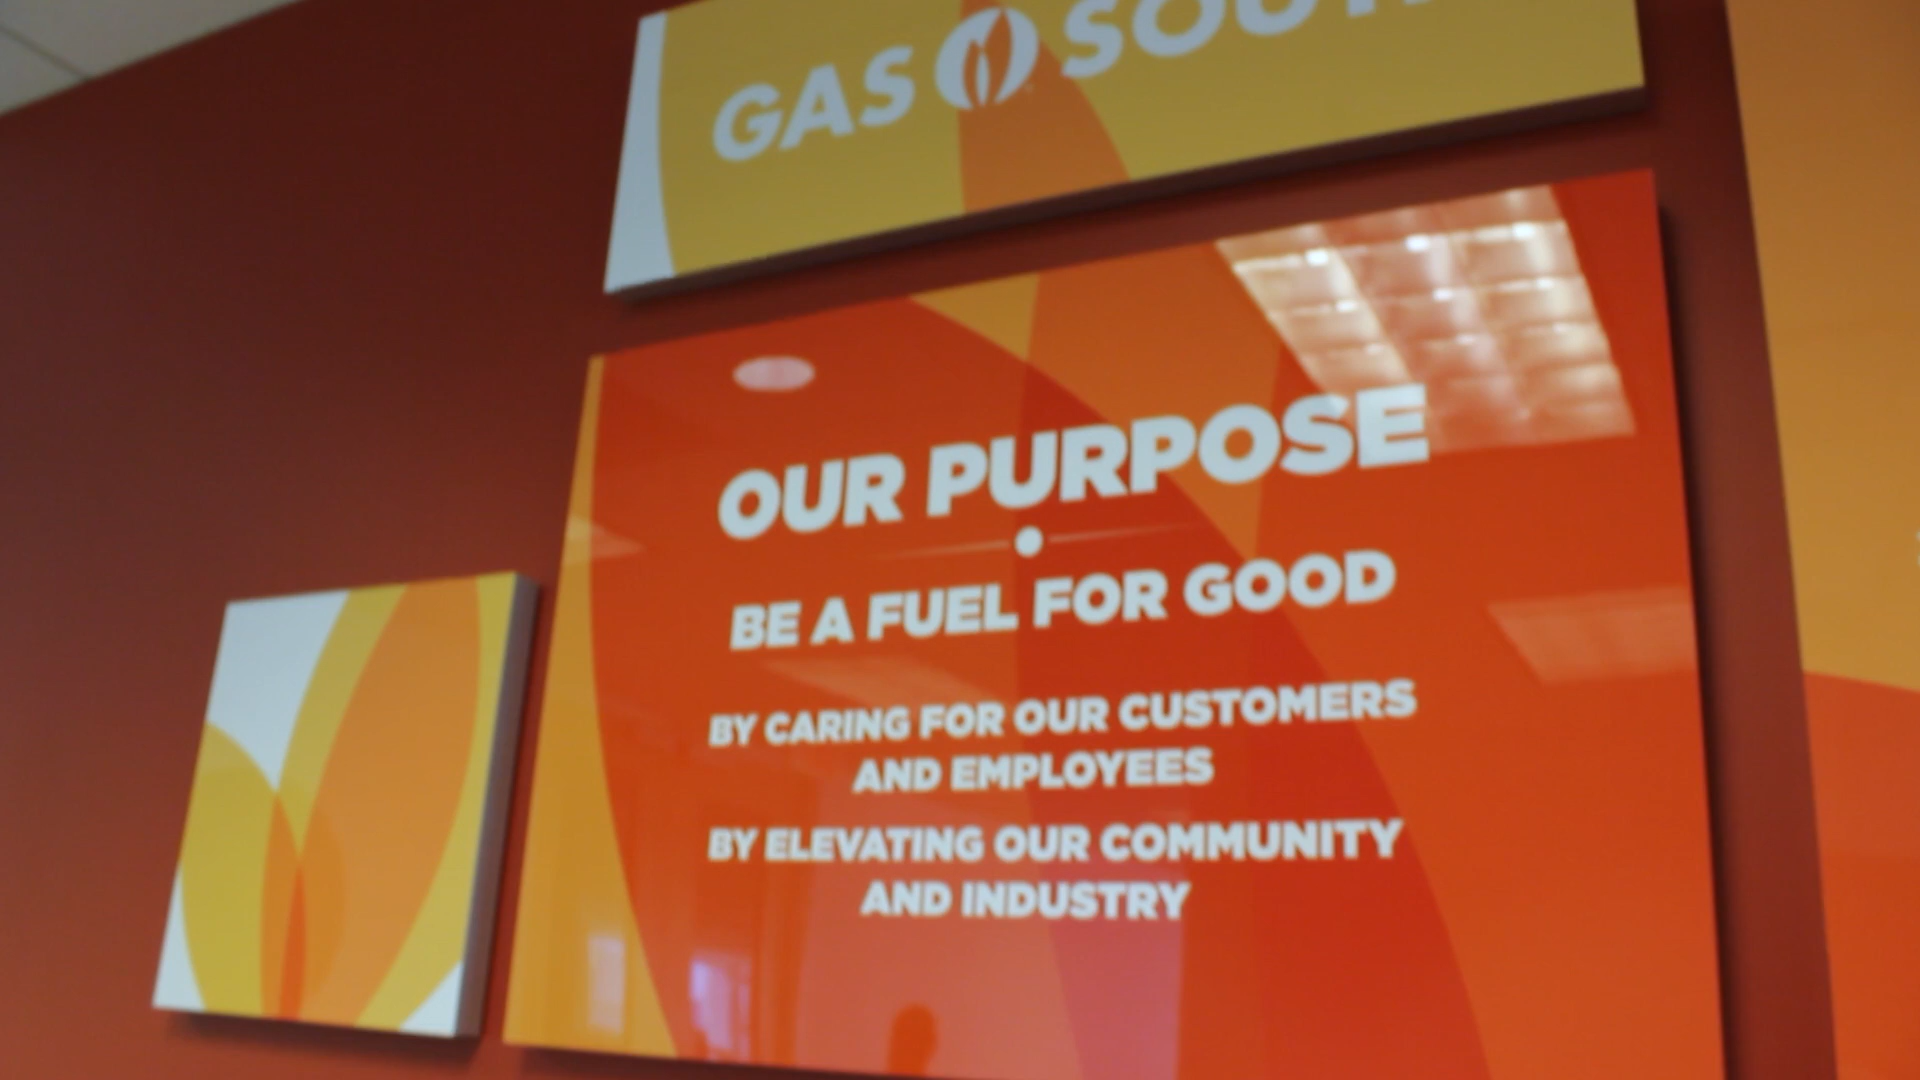 GAS SOUTH
OUR PURPOSE
BE A FUEL FOR GOOD
BY CARING FOR OUR CUSTOMERS
AND EMPLOYEES
BY ELEVATING OUR COMMUNITY
AND INDUSTRY